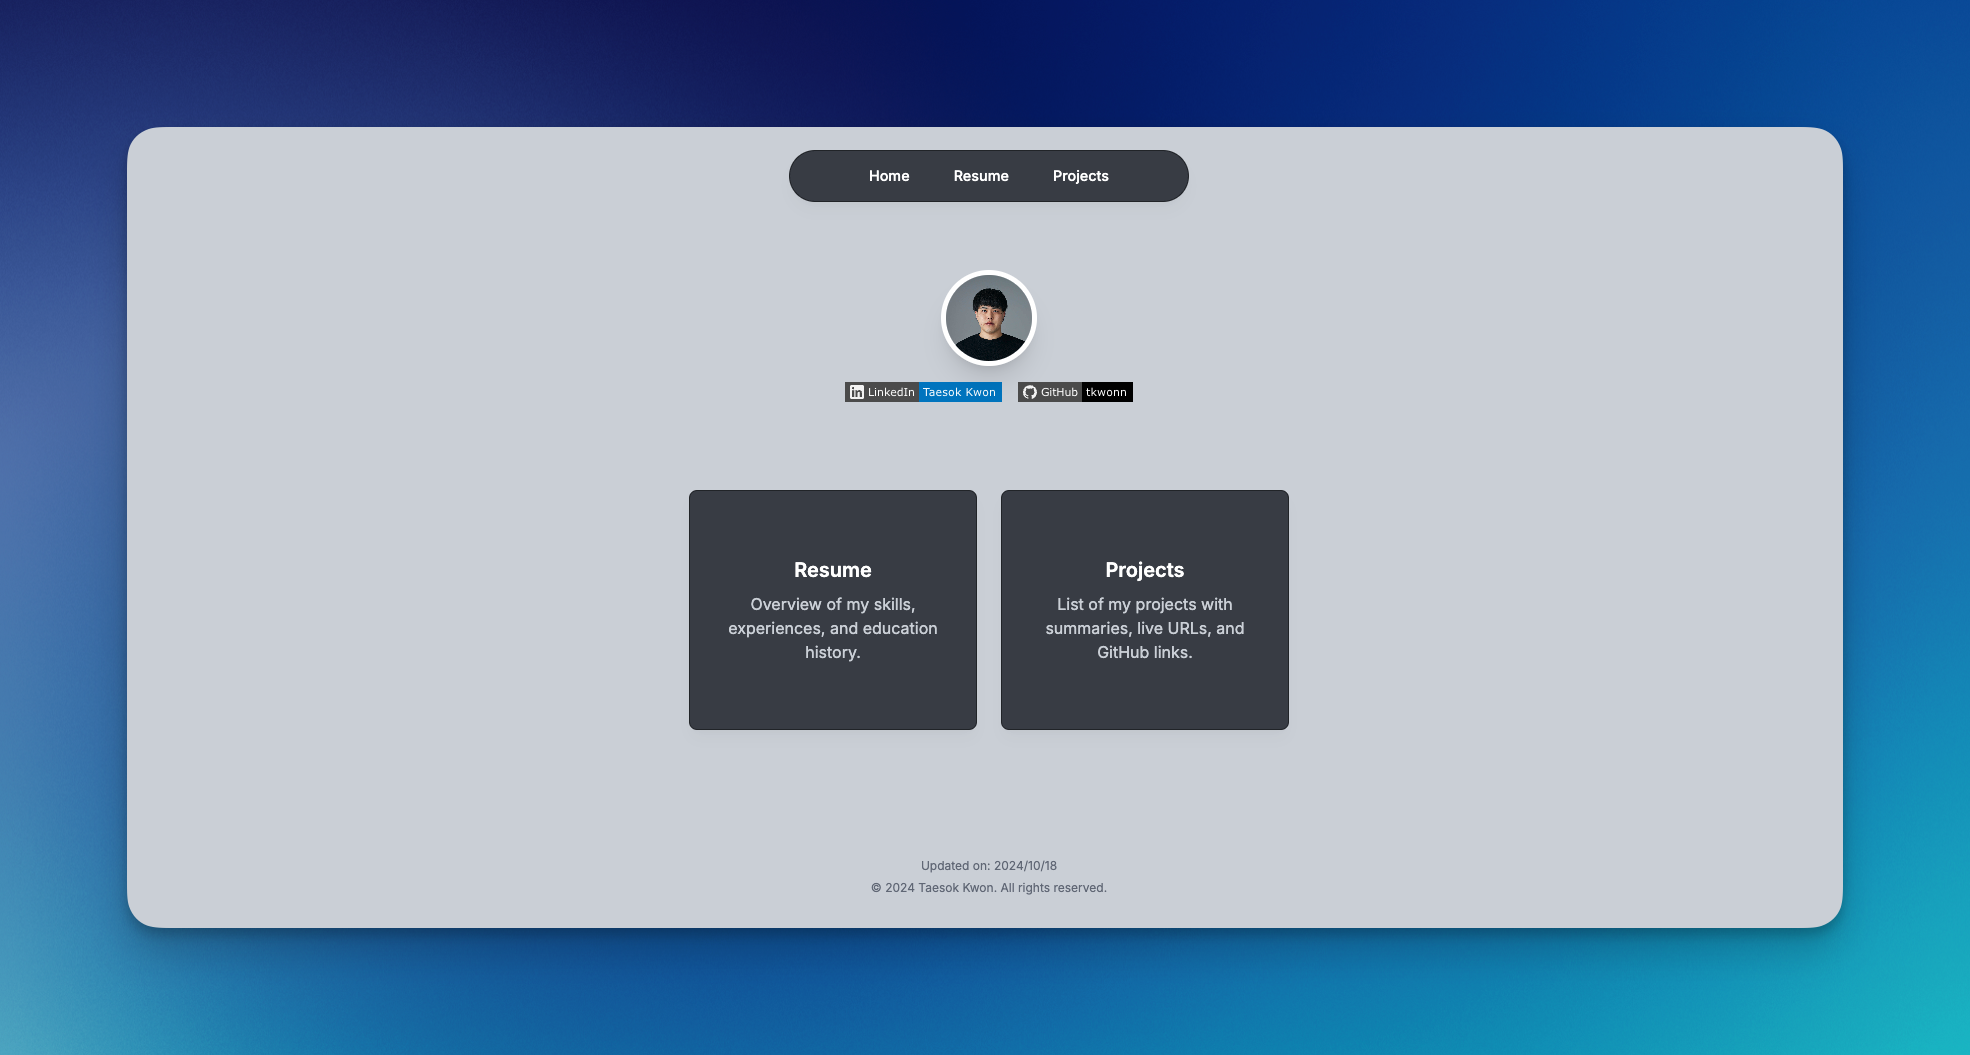 Home Resume Projects
LinkedIn Taesok Kwon GitHub tkwonn
Resume
Overview of my skills,
experiences, and education
history.
Projects
List of my projects with
summaries, live URLs, and
GitHub links.
Updated on: 2024/10/18
© 2024 Taesok Kwon. All rights reserved.